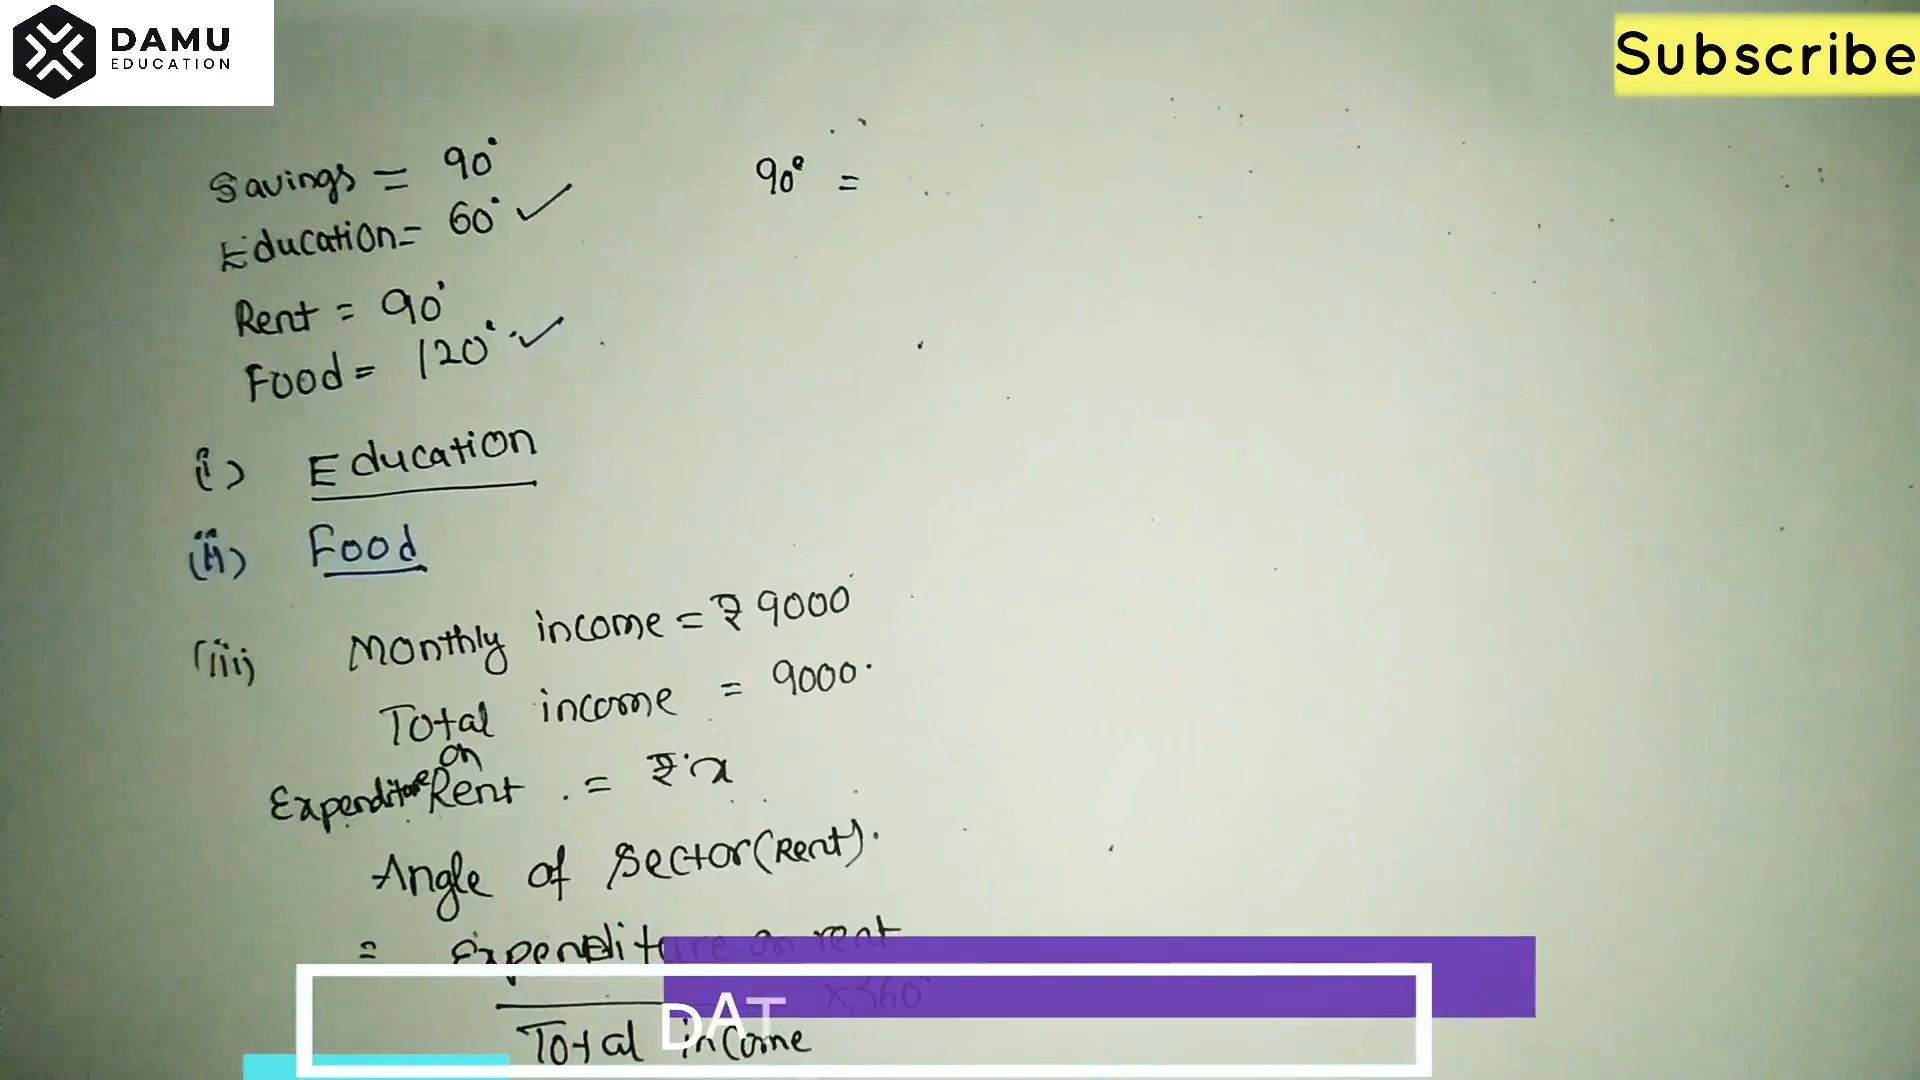 DAMU
EDUCATION
Subscribe
Savings = 90°
Education = 60° ✓
Rent = 90°
Food = 120° ✓
(i) Education
(ii) Food
(iii) Monthly income = ₹ 9000
Total income = 9000
Expenditure on Rent = ₹ x
Angle of sector (Rent)
= Expenditure on rent
x 360°
Total income
DAT
90° =